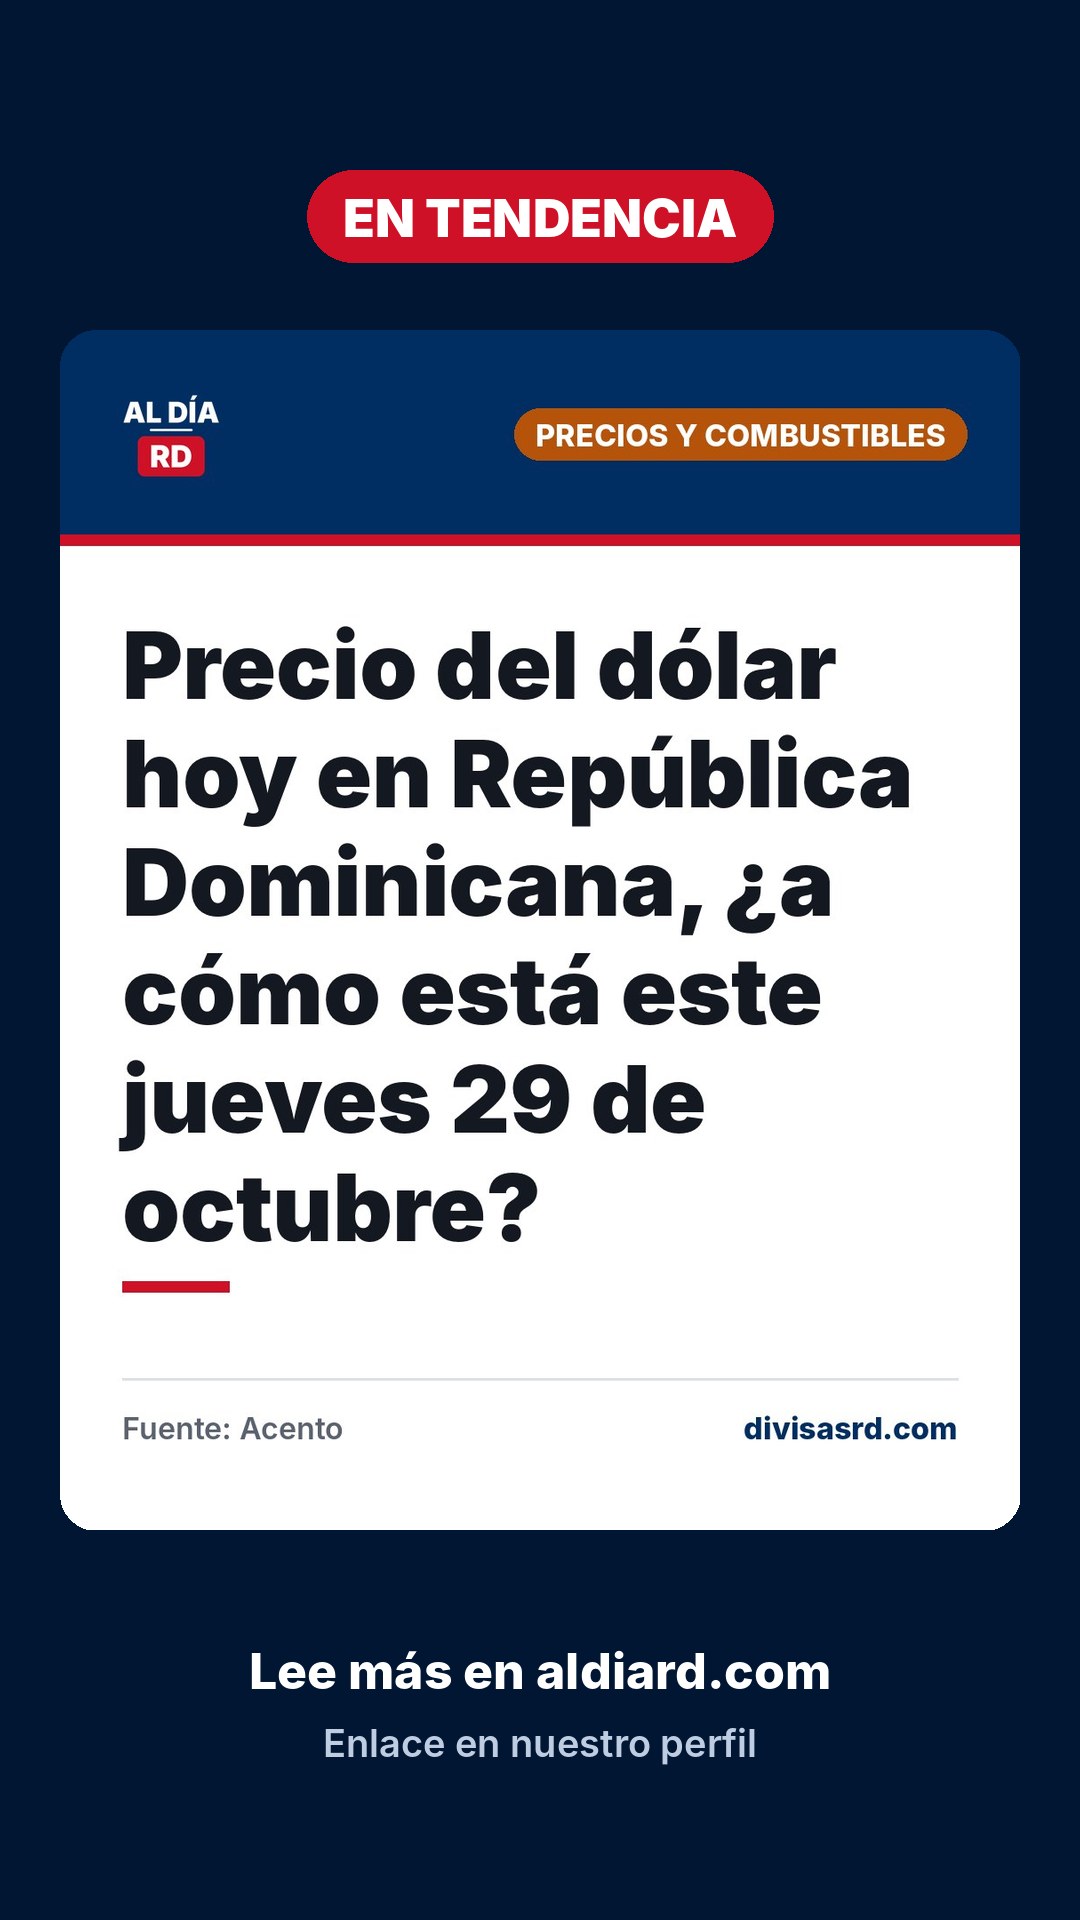 EN TENDENCIA
AL DÍA
RD
PRECIOS Y COMBUSTIBLES
Precio del dólar
hoy en República
Dominicana, ¿a
cómo está este
jueves 29 de
octubre?
Fuente: Acento
divisasrd.com
Lee más en aldiard.com
Enlace en nuestro perfil